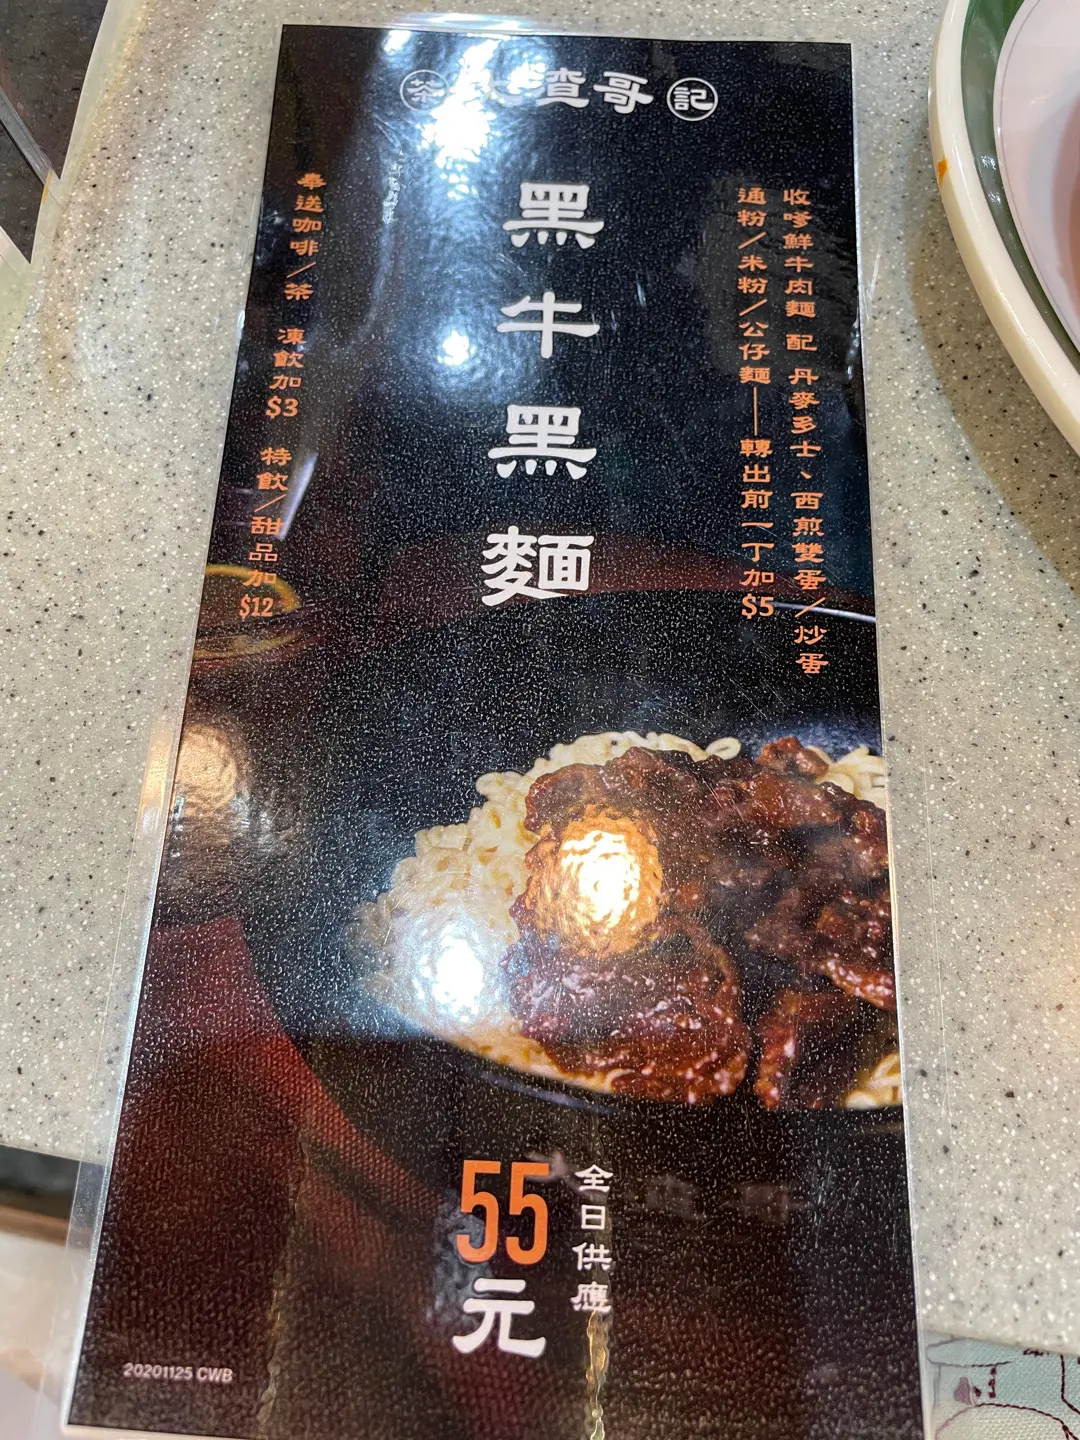 茶 渣哥 記
收嗲鮮牛肉麵 配 丹麥多士、西煎雙蛋/炒蛋
通粉/米粉/公仔麵——轉出前一丁加$5
黑牛黑麵
奉送咖啡/茶 凍飲加$3 特飲/甜品加$12
全日供應
55元
20201125 CWB